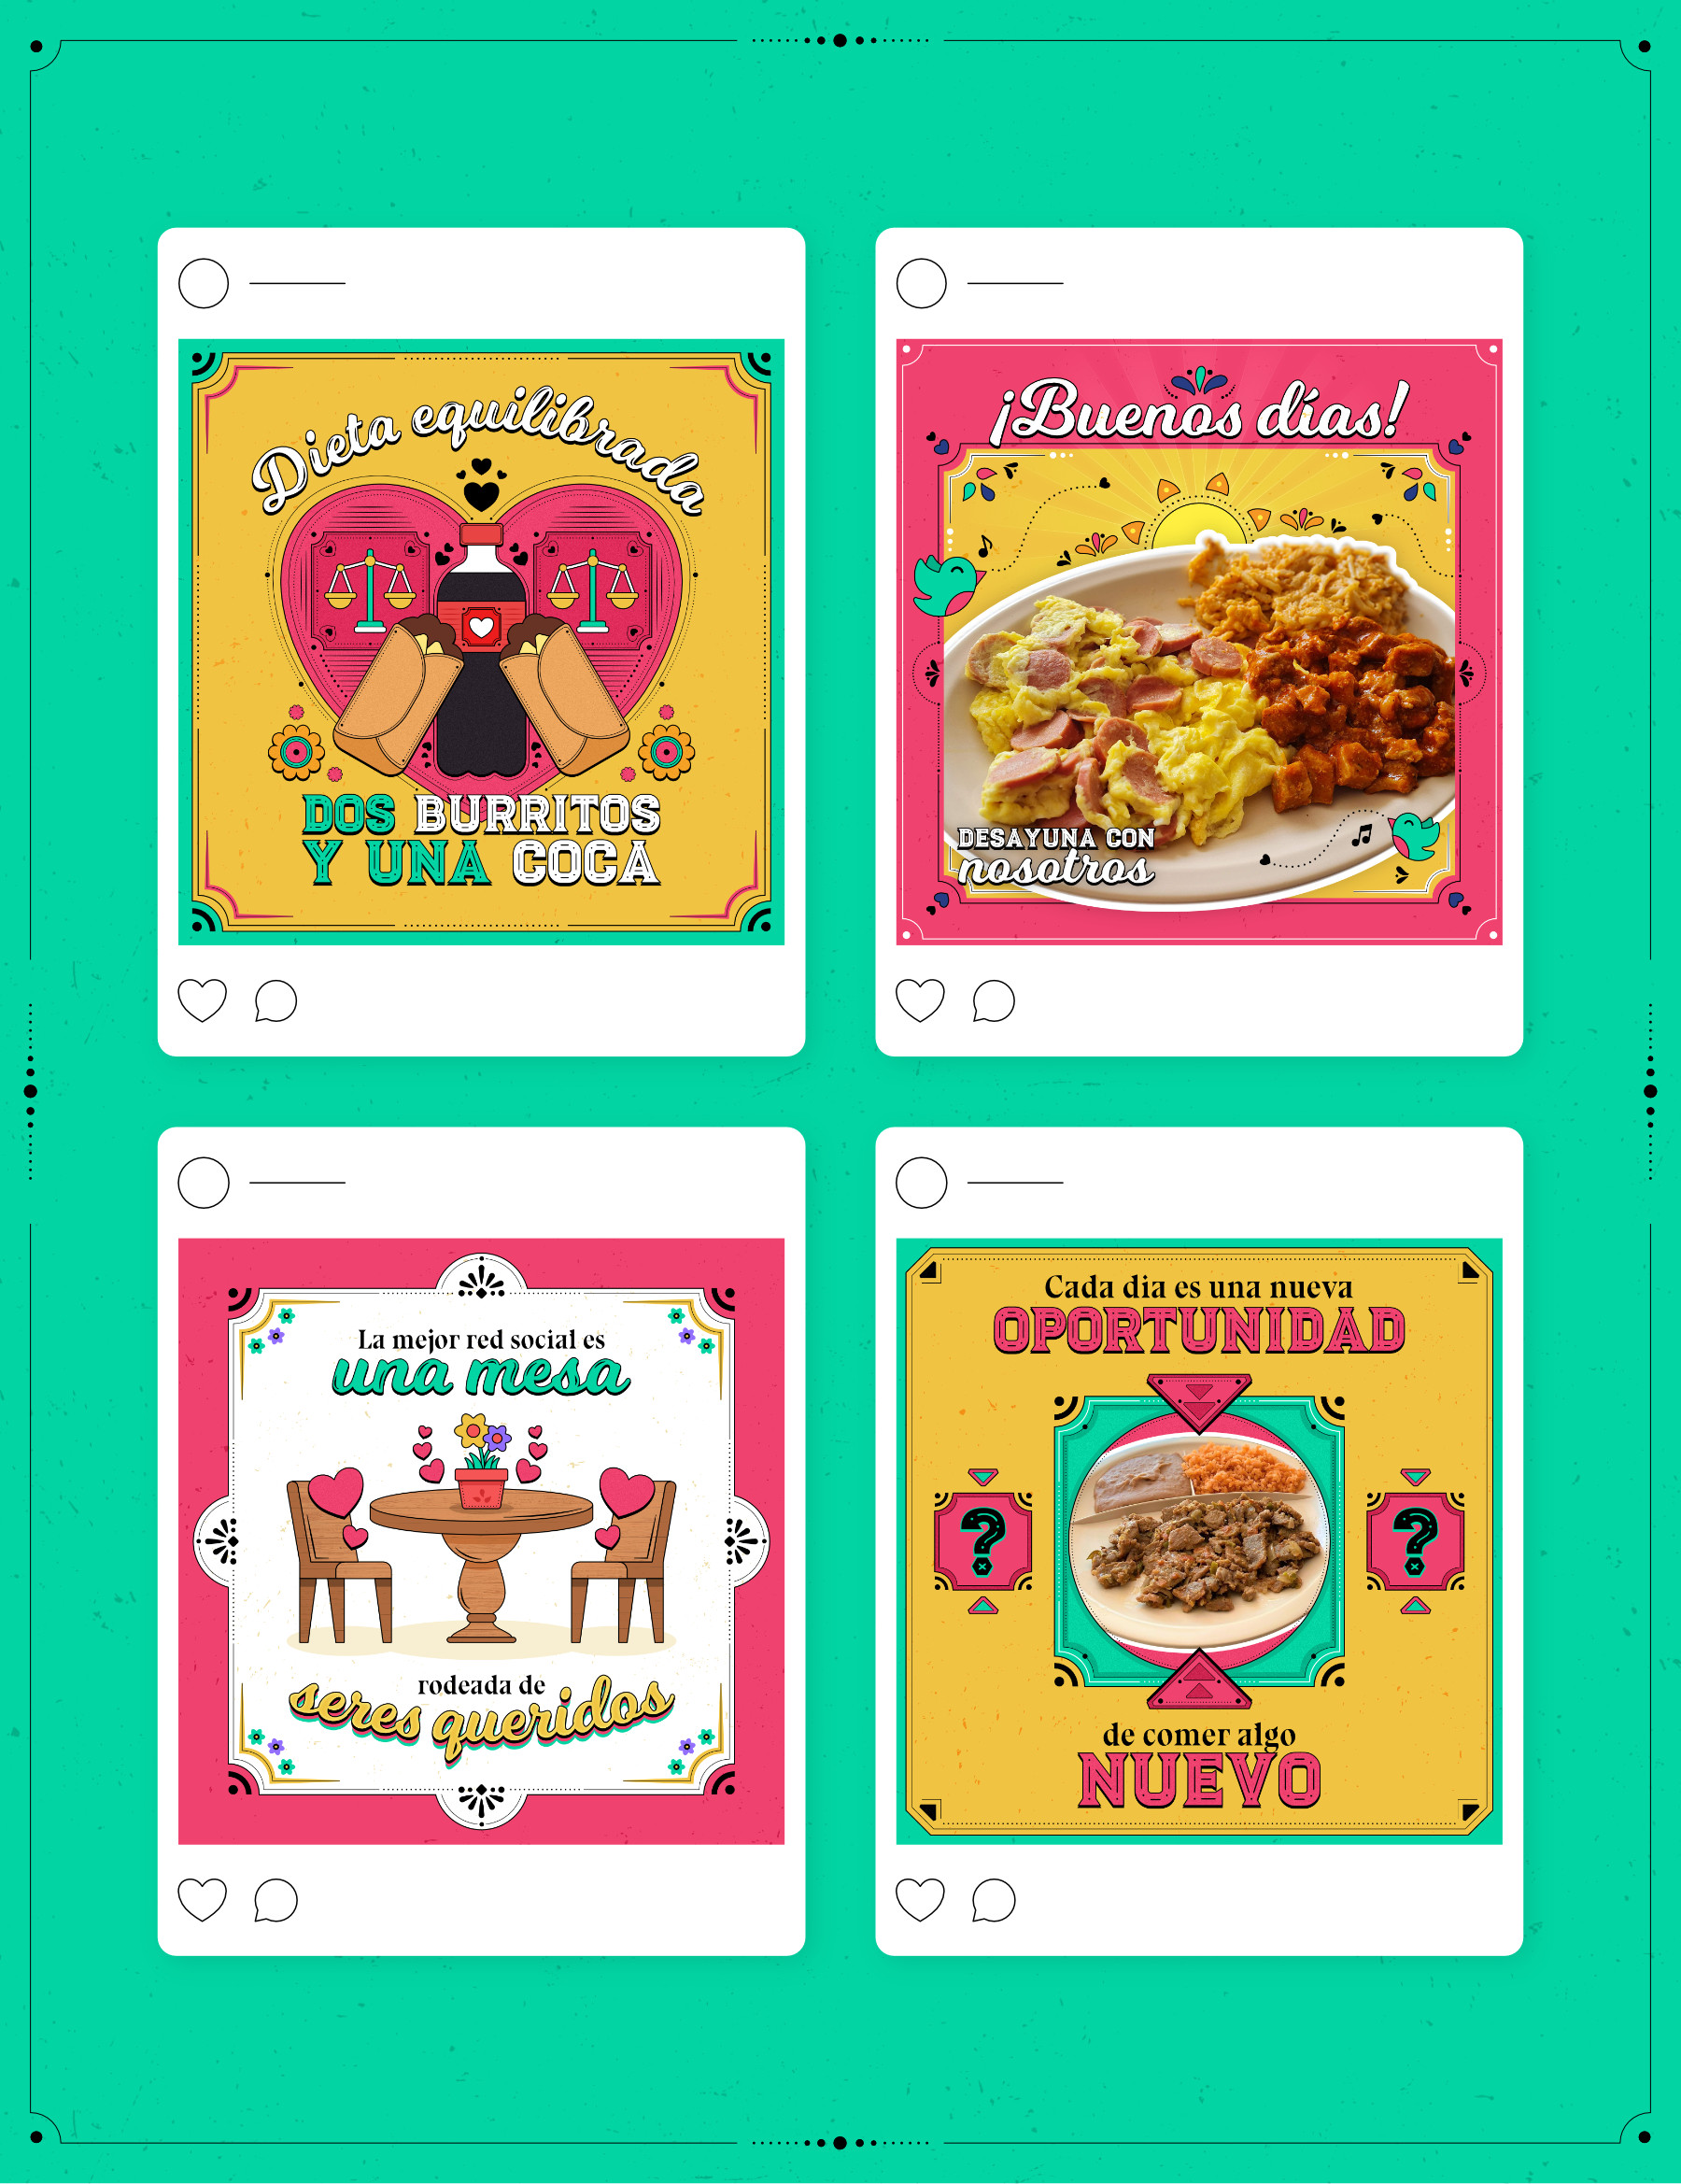 Dieta equilibrada
DOS BURRITOS
Y UNA COCA
¡Buenos días!
DESAYUNA CON
nosotros
La mejor red social es
una mesa
rodeada de
seres queridos
Cada dia es una nueva
OPORTUNIDAD
de comer algo
NUEVO